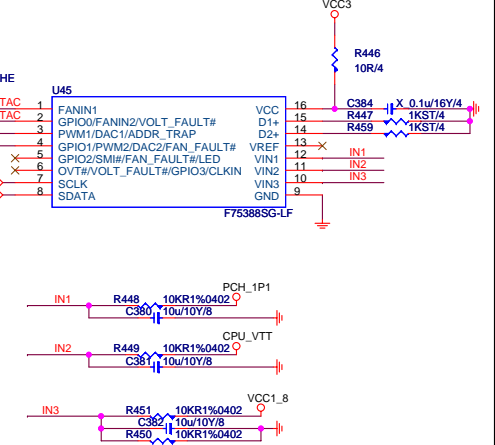 VCC3
R446
10R/4
HE
U45
TAC 1 FANIN1 VCC 16 C384 X_0.1u/16Y/4
TAC 2 GPIO0/FANIN2/VOLT_FAULT# D1+ 15 R447 1KST/4
3 PWM1/DAC1/ADDR_TRAP D2+ 14 R459 1KST/4
4 GPIO1/PWM2/DAC2/FAN_FAULT# VREF 13
5 GPIO2/SMI#/FAN_FAULT#/LED VIN1 12 IN1
6 OVT#/VOLT_FAULT#/GPIO3/CLKIN VIN2 11 IN2
7 SCLK VIN3 10 IN3
8 SDATA GND 9
F75388SG-LF
PCH_1P1
IN1 R448 10KR1%0402
C380 10u/10Y/8
CPU_VTT
IN2 R449 10KR1%0402
C381 10u/10Y/8
VCC1_8
IN3 R451 10KR1%0402
C382 10u/10Y/8
R450 10KR1%0402